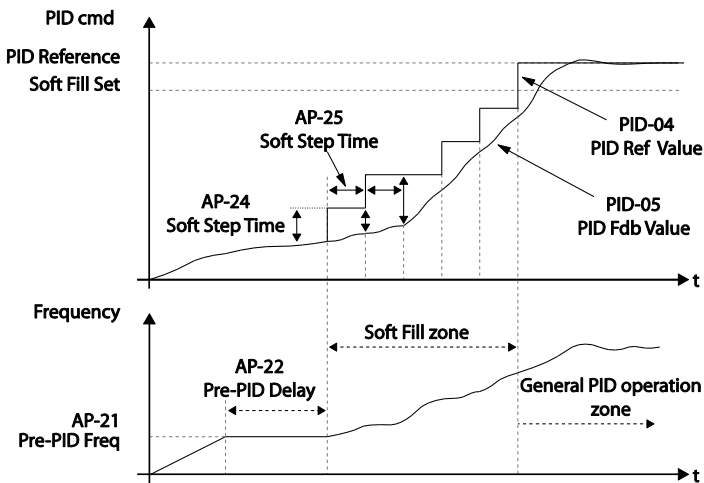 PID cmd
PID Reference
Soft Fill Set
AP-25
Soft Step Time
AP-24
Soft Step Time
PID-04
PID Ref Value
PID-05
PID Fdb Value
t
Frequency
Soft Fill zone
AP-22
Pre-PID Delay
General PID operation
zone
AP-21
Pre-PID Freq
t